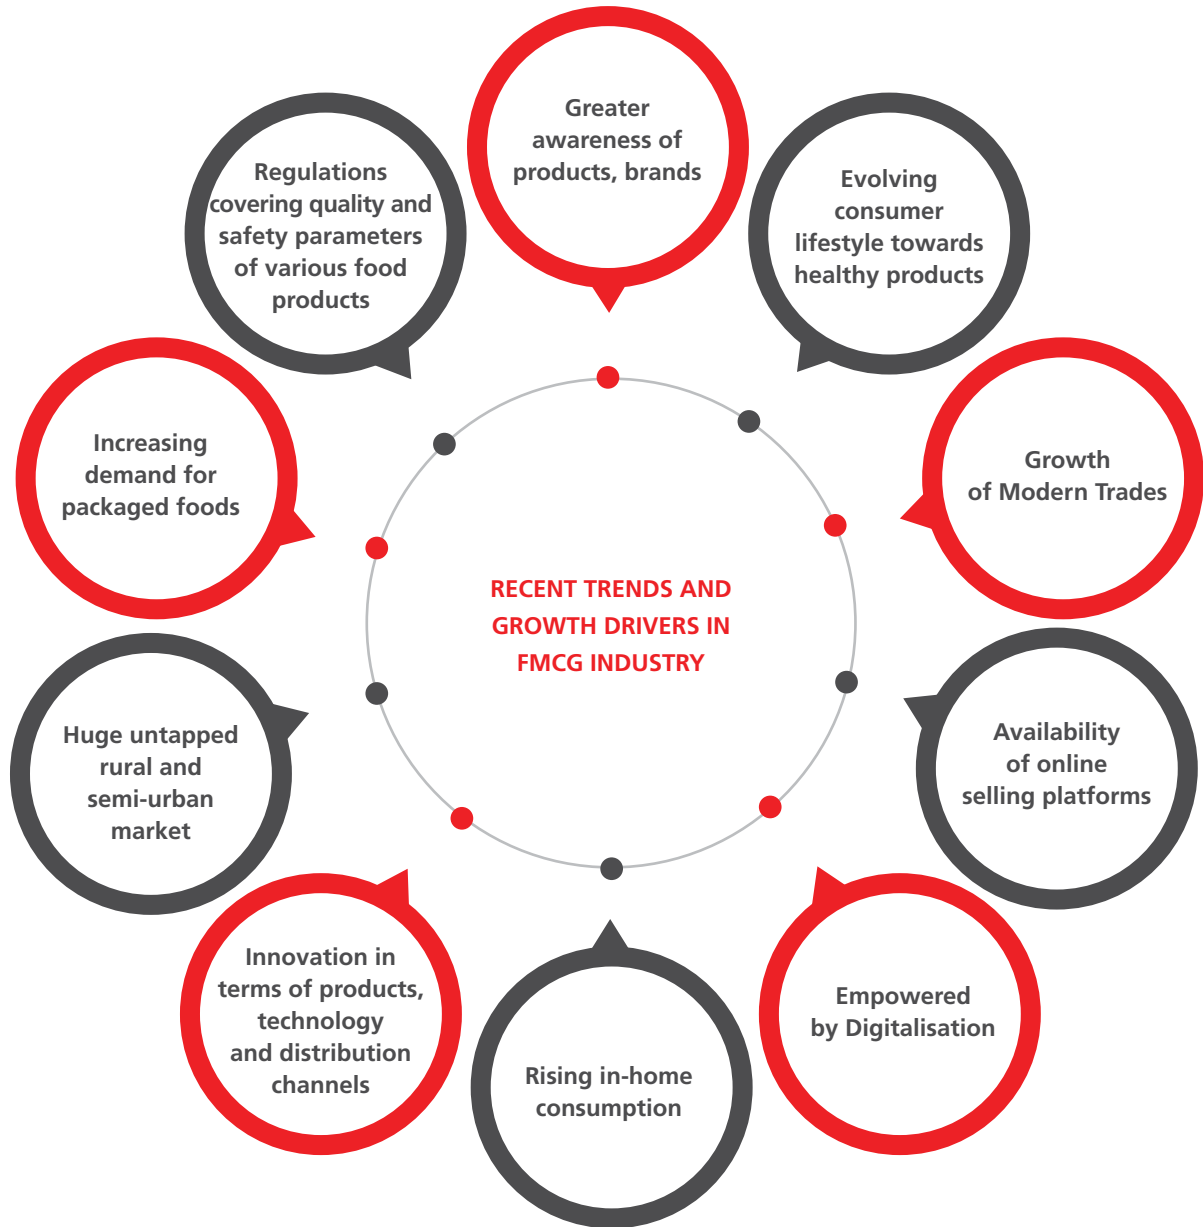 Greater
awareness of
products, brands
Evolving
consumer
lifestyle towards
healthy products
Growth
of Modern Trades
Availability
of online
selling platforms
Empowered
by Digitalisation
Rising in-home
consumption
Innovation in
terms of products,
technology
and distribution
channels
Huge untapped
rural and
semi-urban
market
Increasing
demand for
packaged foods
Regulations
covering quality and
safety parameters
of various food
products
RECENT TRENDS AND
GROWTH DRIVERS IN
FMCG INDUSTRY